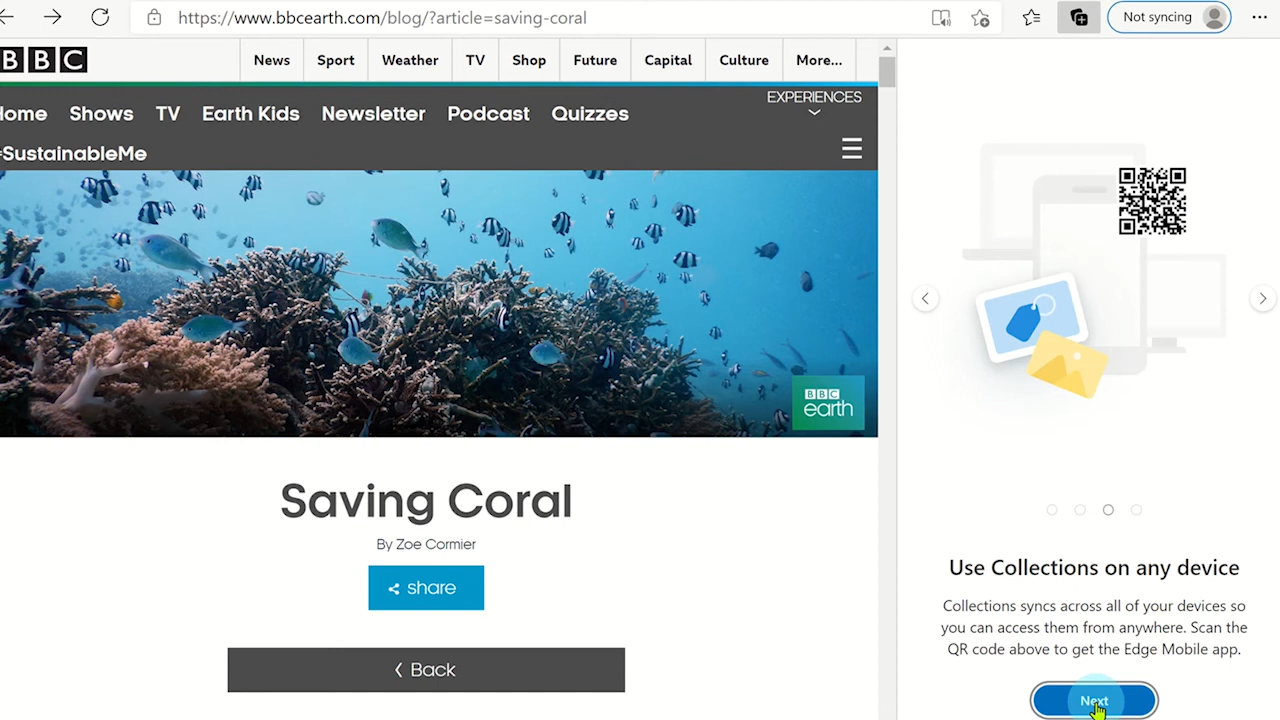 https://www.bbcearth.com/blog/?article=saving-coral
Not syncing
BBC
News
Sport
Weather
TV
Shop
Future
Capital
Culture
More...
Home
Shows
TV
Earth Kids
Newsletter
Podcast
Quizzes
EXPERIENCES
#SustainableMe
BBC
earth
Saving Coral
By Zoe Cormier
share
Back
Use Collections on any device
Collections syncs across all of your devices so
you can access them from anywhere. Scan the
QR code above to get the Edge Mobile app.
Next